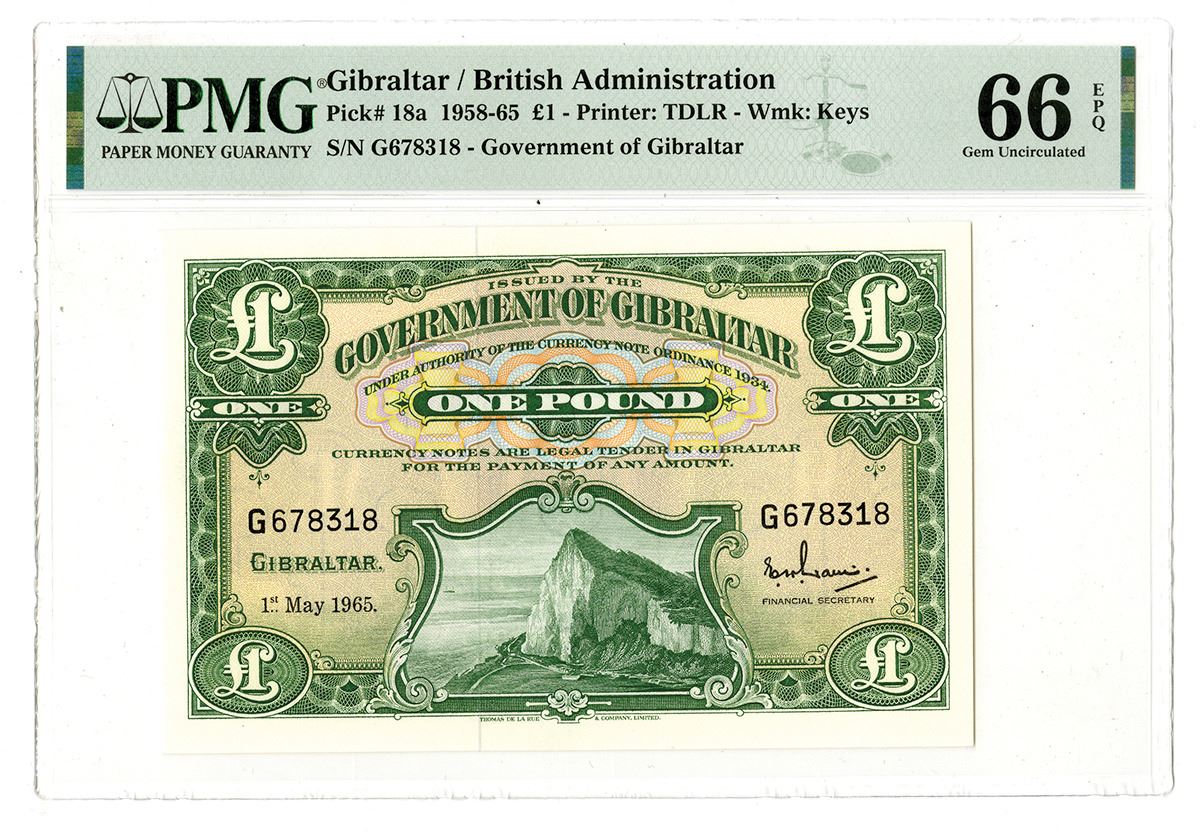 PMG®
PAPER MONEY GUARANTY
Gibraltar / British Administration
Pick# 18a 1958-65 £1 - Printer: TDLR - Wmk: Keys
S/N G678318 - Government of Gibraltar
66
EPQ
Gem Uncirculated
£1
£1
ISSUED BY THE
GOVERNMENT OF GIBRALTAR
UNDER AUTHORITY OF THE CURRENCY NOTE ORDINANCE 1934
ONE
ONE POUND
ONE
CURRENCY NOTES ARE LEGAL TENDER IN GIBRALTAR
FOR THE PAYMENT OF ANY AMOUNT.
G678318
G678318
GIBRALTAR.
1st May 1965.
FINANCIAL SECRETARY
£1
£1
THOMAS DE LA RUE & COMPANY, LIMITED.